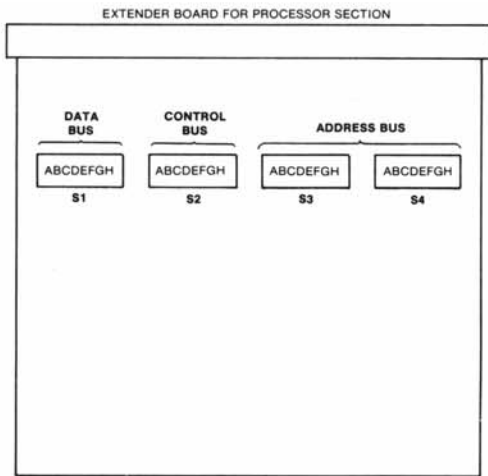 EXTENDER BOARD FOR PROCESSOR SECTION
DATA
BUS
CONTROL
BUS
ADDRESS BUS
ABCDEFGH
ABCDEFGH
ABCDEFGH
ABCDEFGH
S1
S2
S3
S4